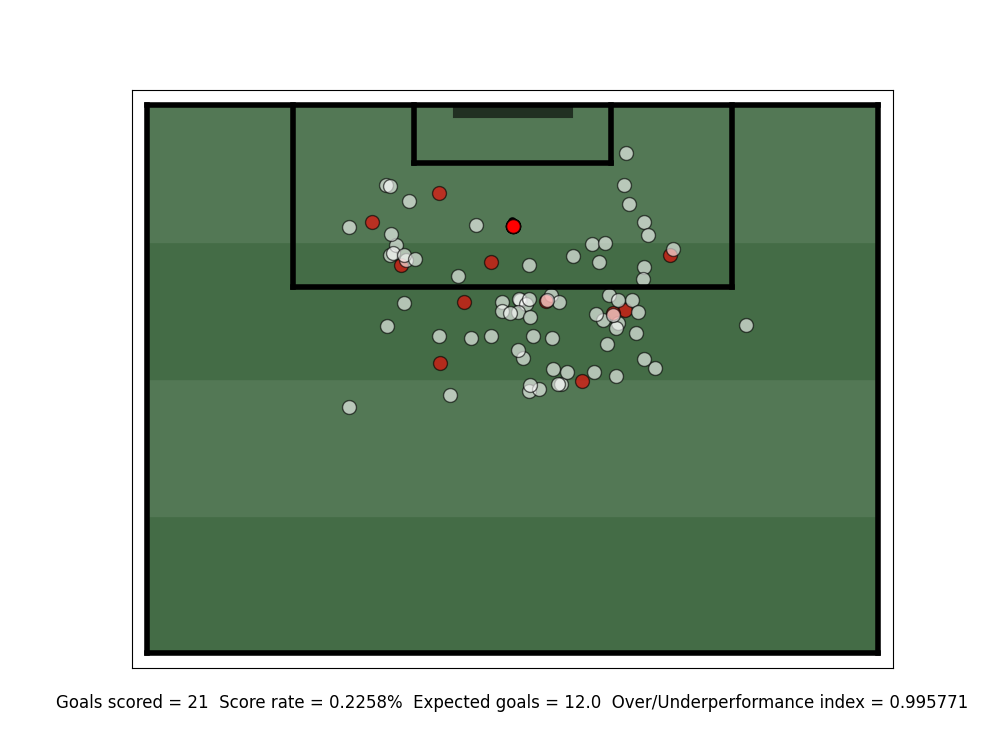 Goals scored = 21  Score rate = 0.2258%  Expected goals = 12.0  Over/Underperformance index = 0.995771